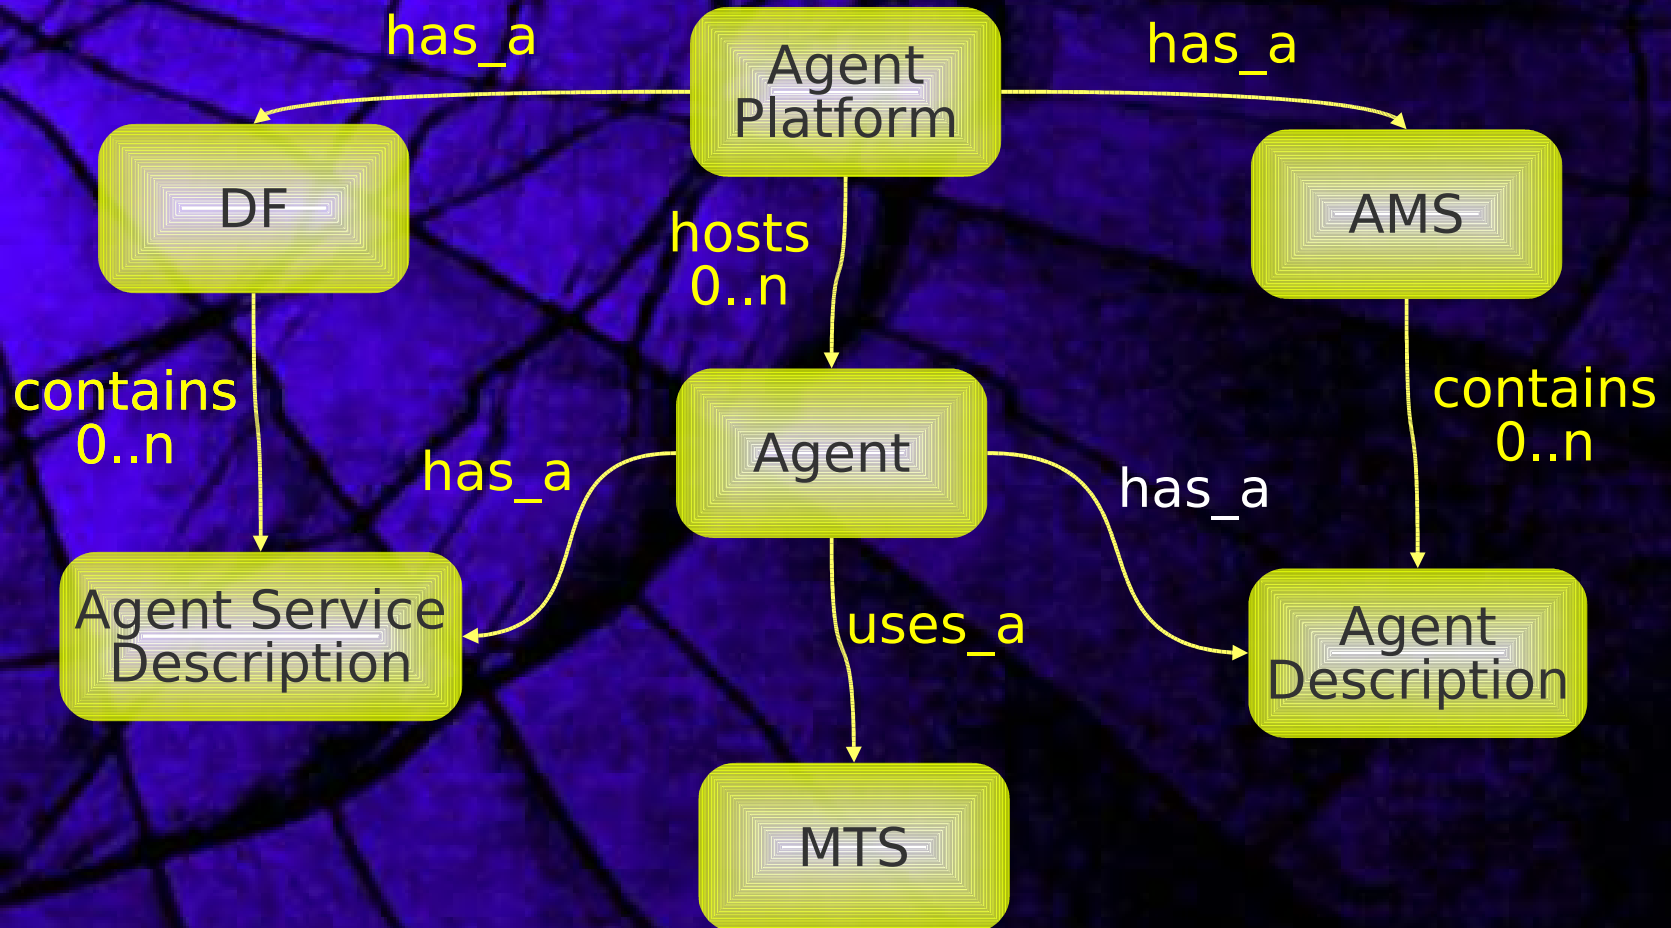 has_a
Agent
Platform
has_a
DF
AMS
hosts
0..n
contains
0..n
contains
0..n
has_a
Agent
has_a
Agent Service
Description
uses_a
Agent
Description
MTS